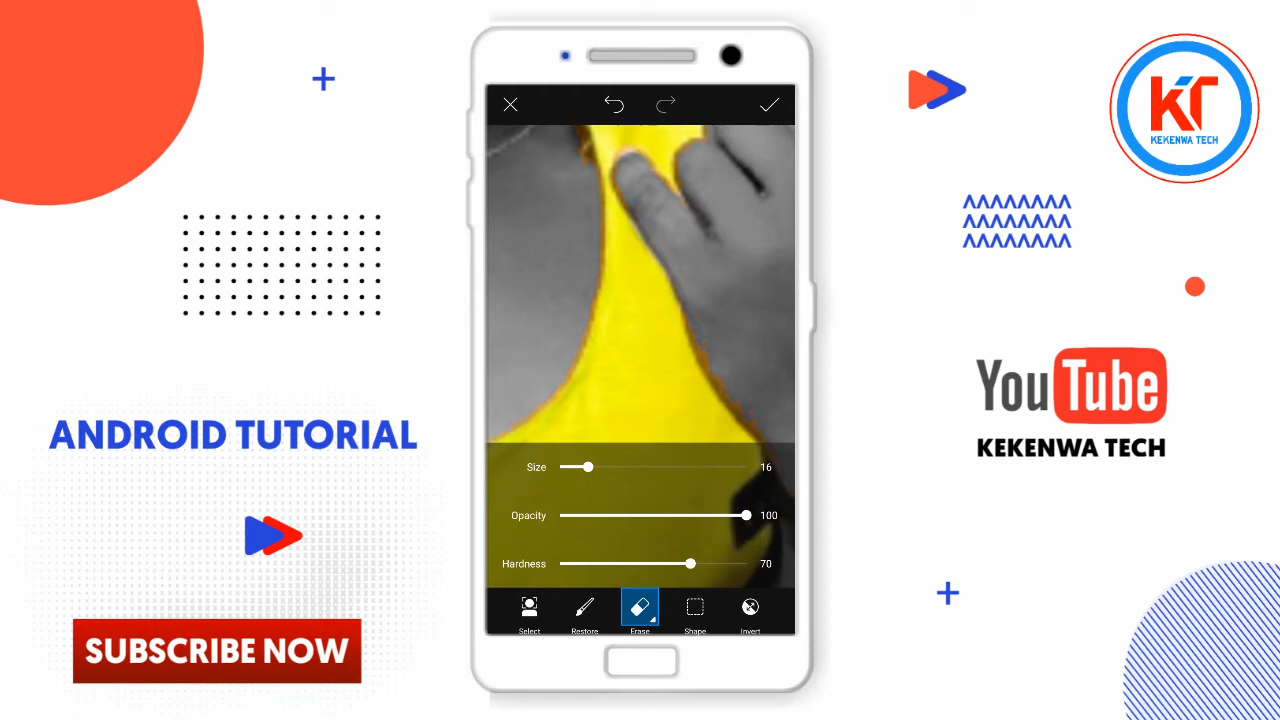 KT
KEKENWA TECH
YouTube
KEKENWA TECH
ANDROID TUTORIAL
SUBSCRIBE NOW
Size 16
Opacity 100
Hardness 70
Select Restore Erase Shape Invert